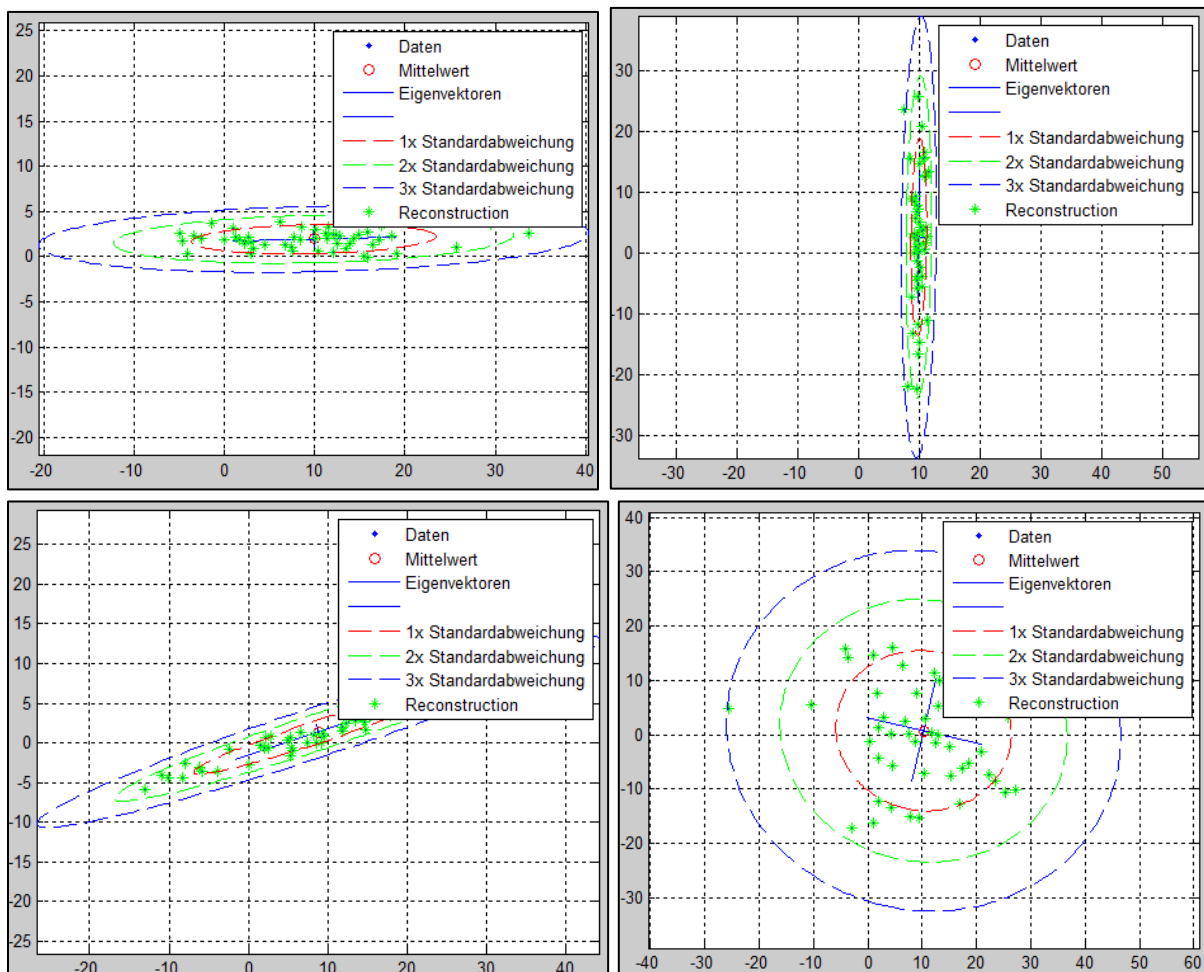 25
20
15
10
5
0
-5
-10
-15
-20
-20 -10 0 10 20 30 40
Daten
Mittelwert
Eigenvektoren
1x Standardabweichung
2x Standardabweichung
3x Standardabweichung
Reconstruction
30
20
10
0
-10
-20
-30
-30 -20 -10 0 10 20 30 40 50
Daten
Mittelwert
Eigenvektoren
1x Standardabweichung
2x Standardabweichung
3x Standardabweichung
Reconstruction
25
20
15
10
5
0
-5
-10
-15
-20
-25
-20 -10 0 10 20 30 40
Daten
Mittelwert
Eigenvektoren
1x Standardabweichung
2x Standardabweichung
3x Standardabweichung
Reconstruction
40
30
20
10
0
-10
-20
-30
-40 -30 -20 -10 0 10 20 30 40 50 60
Daten
Mittelwert
Eigenvektoren
1x Standardabweichung
2x Standardabweichung
3x Standardabweichung
Reconstruction